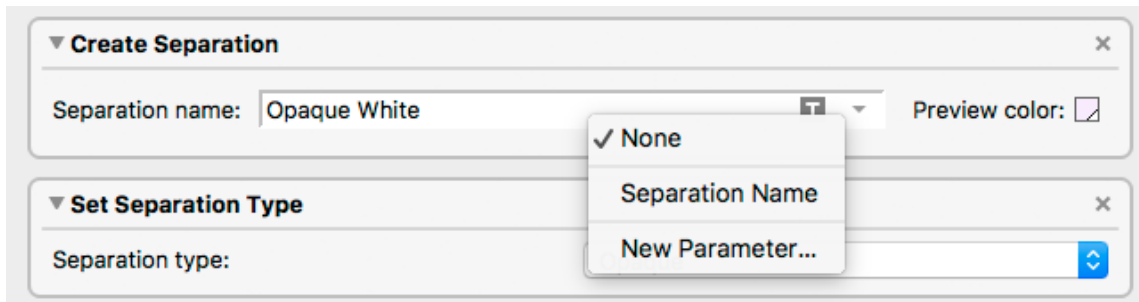 Create Separation
Separation name: Opaque White T Preview color:
None
Set Separation Type
Separation Name
Separation type:
New Parameter...